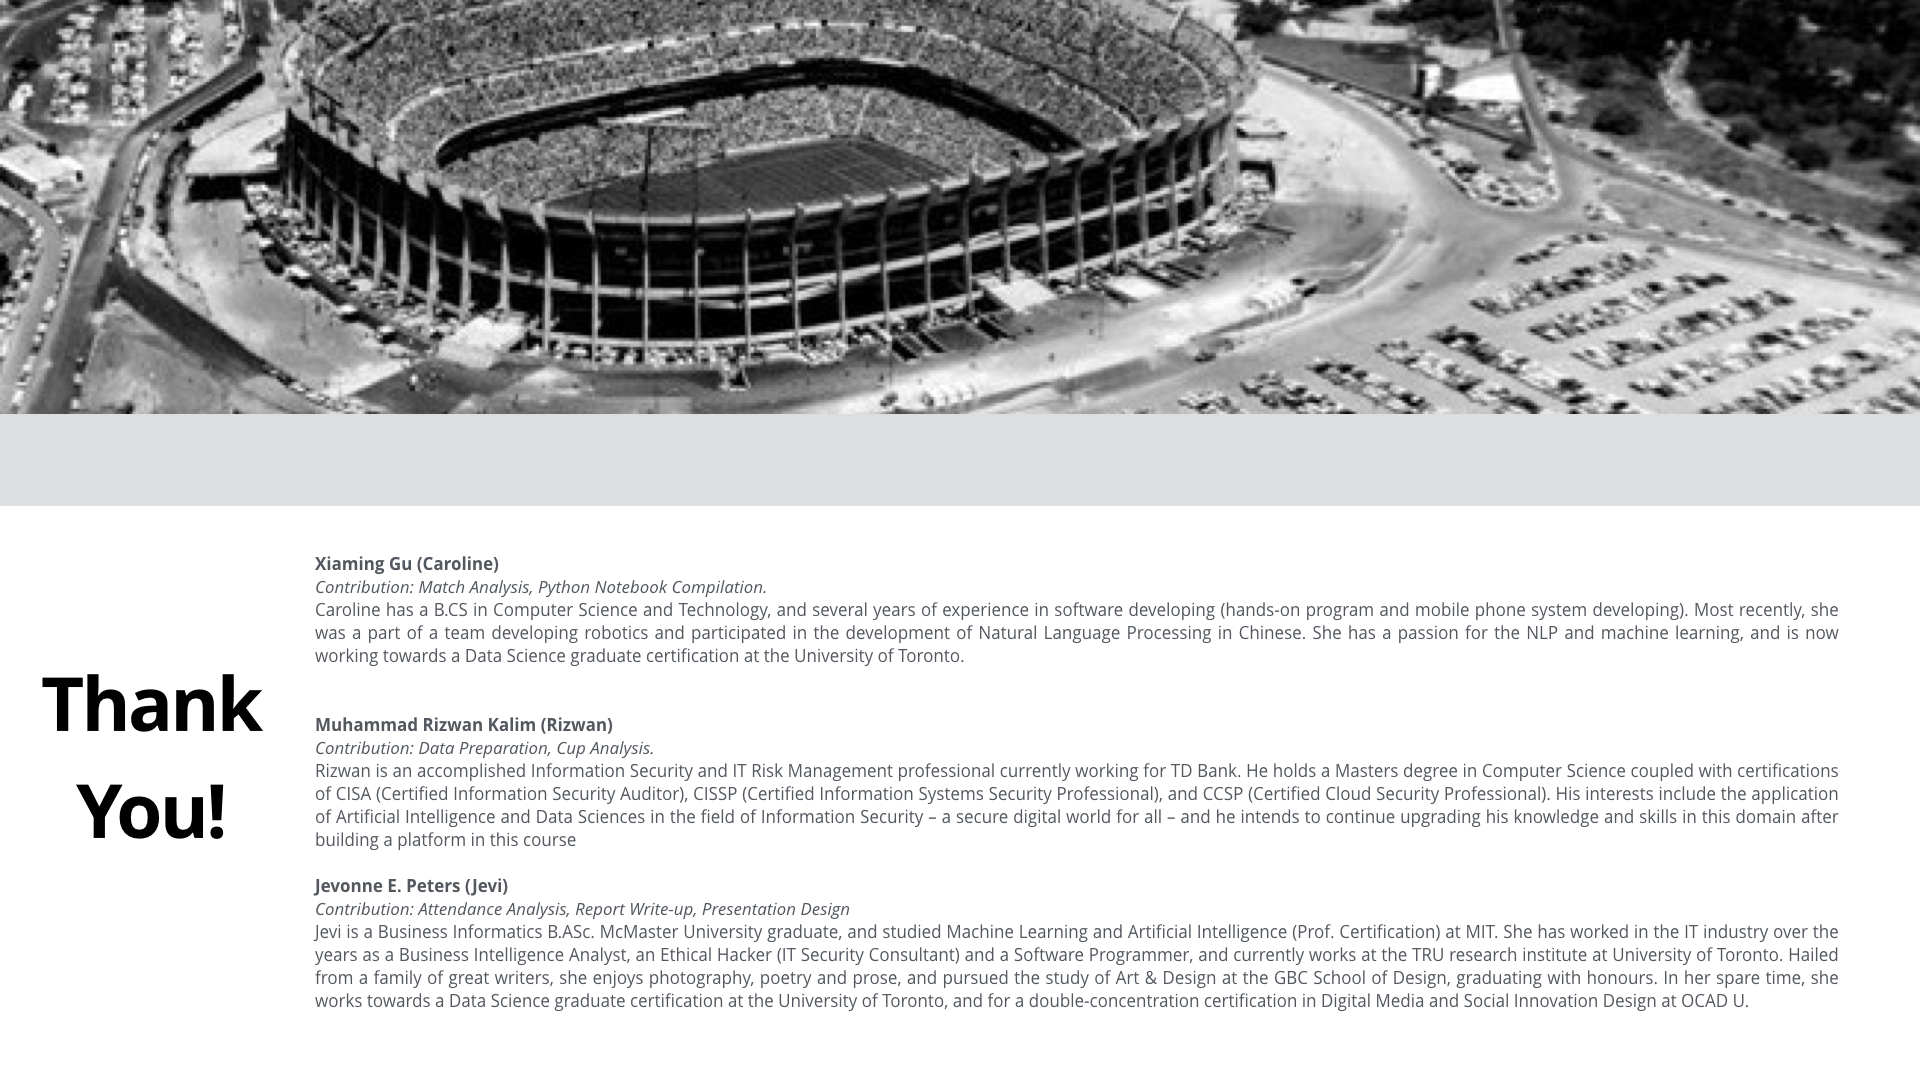 Thank
You!
Xiaming Gu (Caroline)
Contribution: Match Analysis, Python Notebook Compilation.
Caroline has a B.CS in Computer Science and Technology, and several years of experience in software developing (hands-on program and mobile phone system developing). Most recently, she
was a part of a team developing robotics and participated in the development of Natural Language Processing in Chinese. She has a passion for the NLP and machine learning, and is now
working towards a Data Science graduate certification at the University of Toronto.
Muhammad Rizwan Kalim (Rizwan)
Contribution: Data Preparation, Cup Analysis.
Rizwan is an accomplished Information Security and IT Risk Management professional currently working for TD Bank. He holds a Masters degree in Computer Science coupled with certifications
of CISA (Certified Information Security Auditor), CISSP (Certified Information Systems Security Professional), and CCSP (Certified Cloud Security Professional). His interests include the application
of Artificial Intelligence and Data Sciences in the field of Information Security – a secure digital world for all – and he intends to continue upgrading his knowledge and skills in this domain after
building a platform in this course
Jevonne E. Peters (Jevi)
Contribution: Attendance Analysis, Report Write-up, Presentation Design
Jevi is a Business Informatics B.ASc. McMaster University graduate, and studied Machine Learning and Artificial Intelligence (Prof. Certification) at MIT. She has worked in the IT industry over the
years as a Business Intelligence Analyst, an Ethical Hacker (IT Security Consultant) and a Software Programmer, and currently works at the TRU research institute at University of Toronto. Hailed
from a family of great writers, she enjoys photography, poetry and prose, and pursued the study of Art & Design at the GBC School of Design, graduating with honours. In her spare time, she
works towards a Data Science graduate certification at the University of Toronto, and for a double-concentration certification in Digital Media and Social Innovation Design at OCAD U.